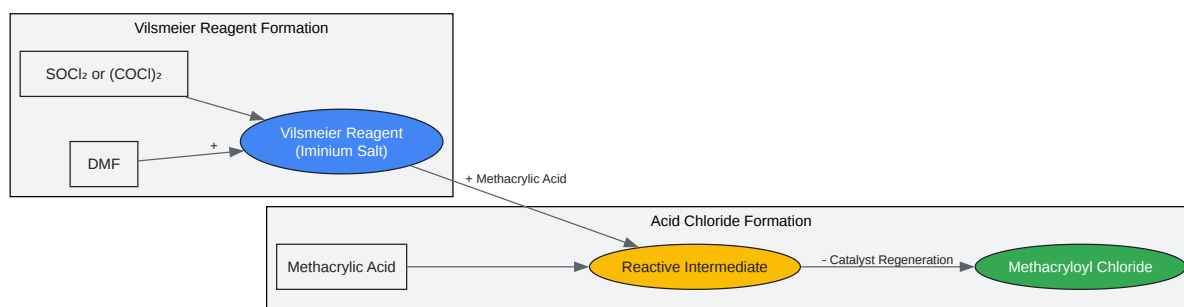 Vilsmeier Reagent Formation
SOCl₂ or (COCl)₂
DMF
+
Vilsmeier Reagent
(Iminium Salt)
+ Methacrylic Acid
Acid Chloride Formation
Methacrylic Acid
Reactive Intermediate
- Catalyst Regeneration
Methacryloyl Chloride